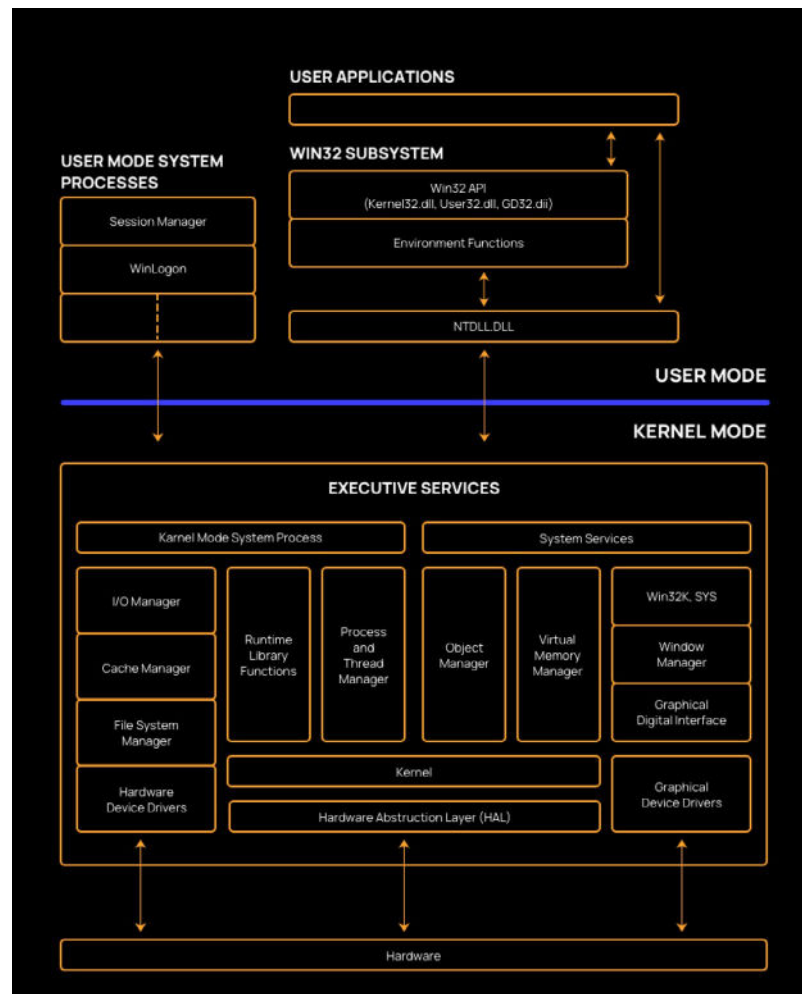 USER APPLICATIONS
WIN32 SUBSYSTEM
USER MODE SYSTEM
PROCESSES
Win32 API
(Kernel32.dll, User32.dll, GD32.dii)
Session Manager
Environment Functions
WinLogon
NTDLL.DLL
USER MODE
KERNEL MODE
EXECUTIVE SERVICES
Karnel Mode System Process
System Services
I/O Manager
Cache Manager
File System
Manager
Hardware
Device Drivers
Runtime
Library
Functions
Process
and
Thread
Manager
Object
Manager
Virtual
Memory
Manager
Win32K, SYS
Window
Manager
Graphical
Digital Interface
Kernel
Hardware Abstruction Layer (HAL)
Graphical
Device Drivers
Hardware